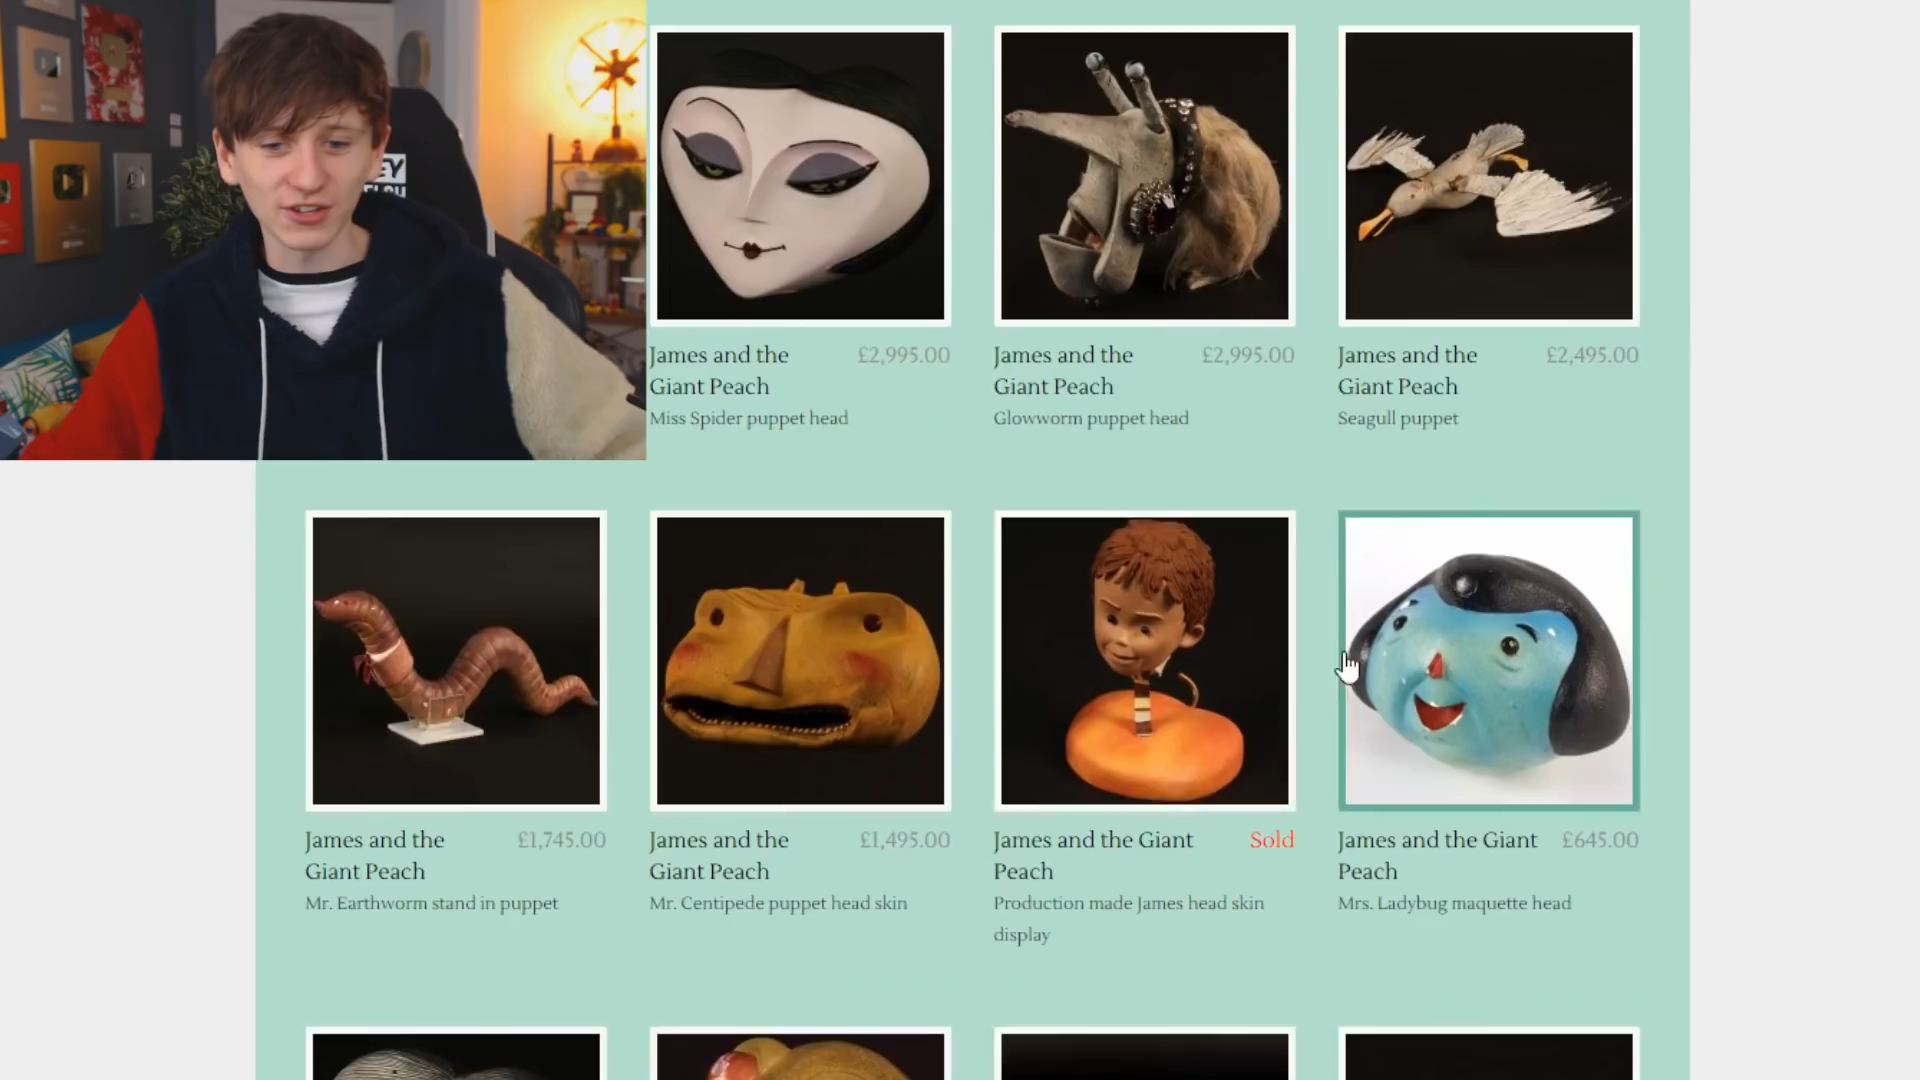 EY
ELSH
James and the
Giant Peach
£2,995.00
Miss Spider puppet head
James and the
Giant Peach
£2,995.00
Glowworm puppet head
James and the
Giant Peach
£2,495.00
Seagull puppet
James and the
Giant Peach
£1,745.00
Mr. Earthworm stand in puppet
James and the
Giant Peach
£1,495.00
Mr. Centipede puppet head skin
James and the Giant
Peach
Sold
Production made James head skin
display
James and the Giant
Peach
£645.00
Mrs. Ladybug maquette head